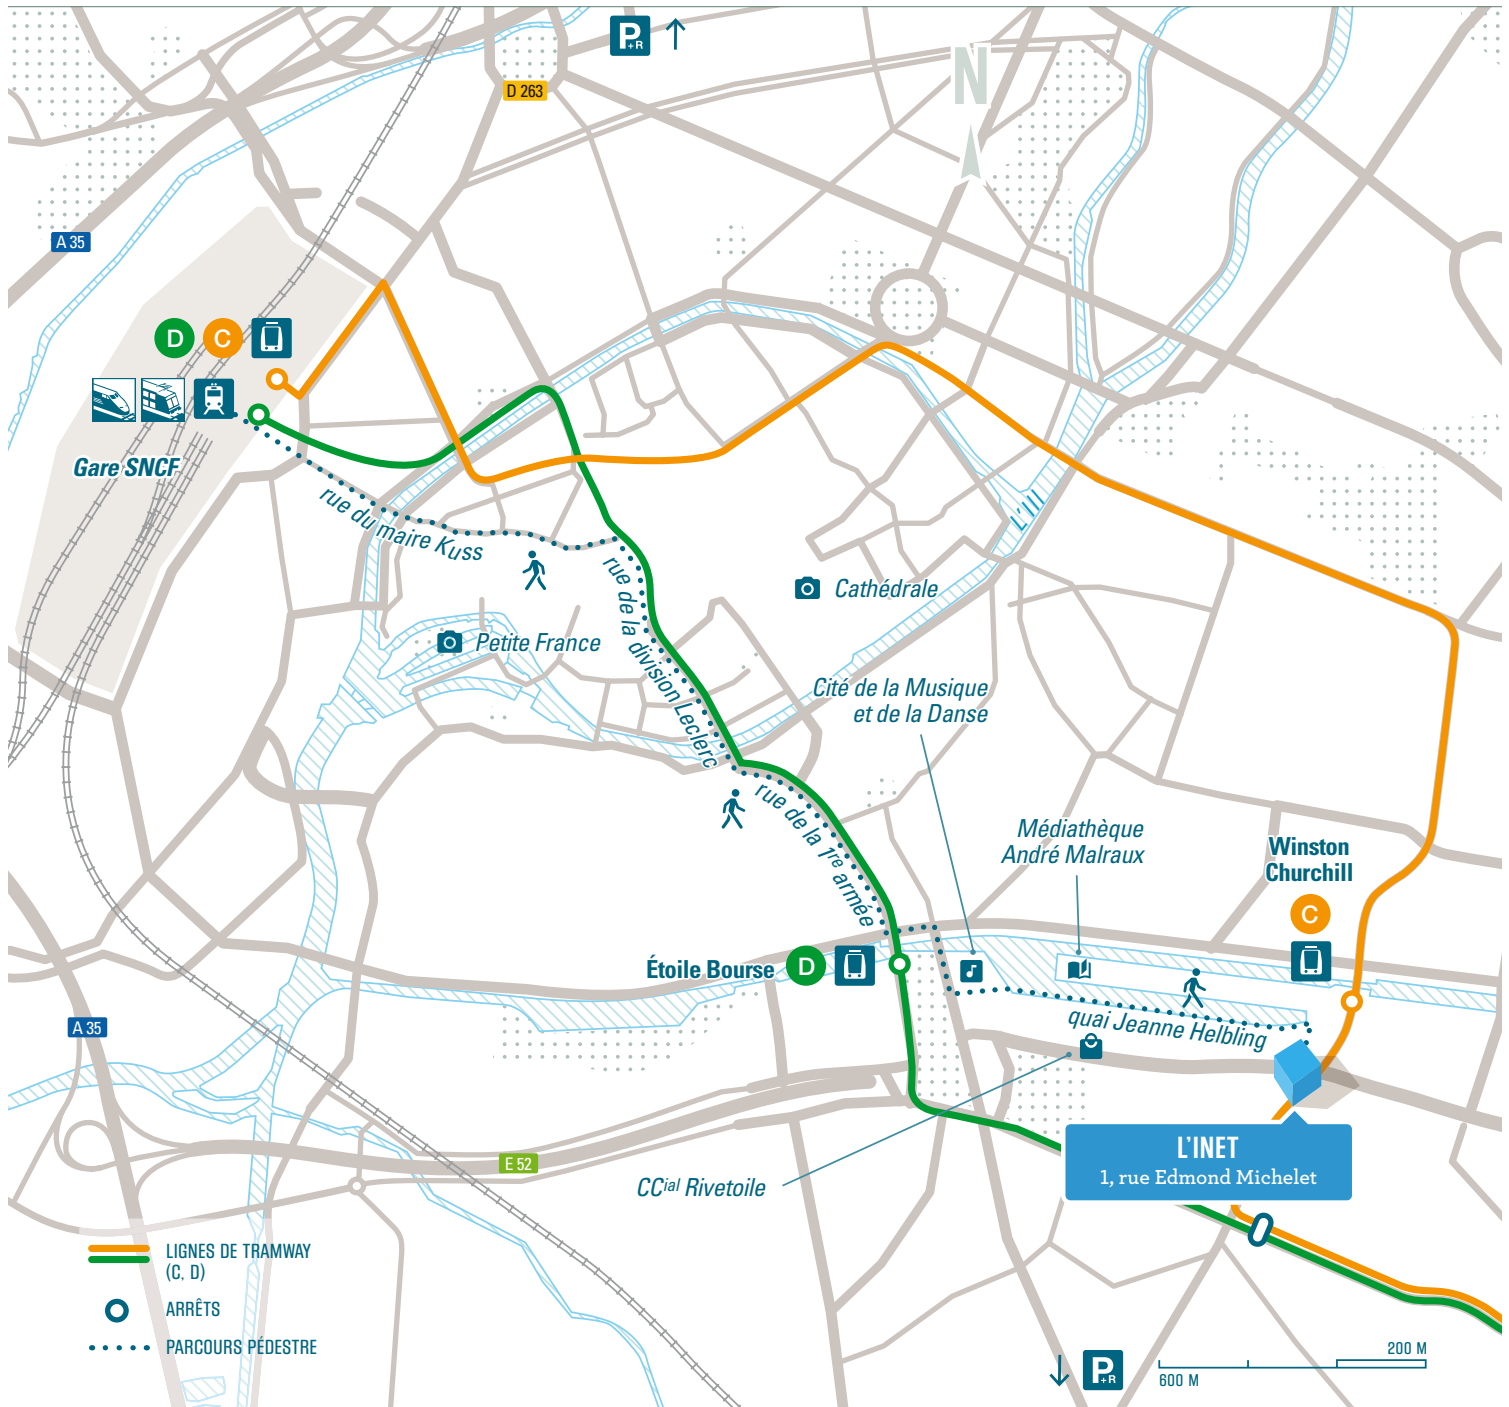 P+R
D 263
N
A 35
D
C
Gare SNCF
rue du maire Kuss
L'Ill
rue de la division Leclerc
Cathédrale
Petite France
Cité de la Musique
et de la Danse
rue de la 1re armée
Médiathèque
André Malraux
Winston
Churchill
C
Étoile Bourse
D
quai Jeanne Helbling
A 35
L'INET
1, rue Edmond Michelet
E 52
CCial Rivetoile
LIGNES DE TRAMWAY
(C, D)
ARRÊTS
PARCOURS PÉDESTRE
P+R
200 M
600 M